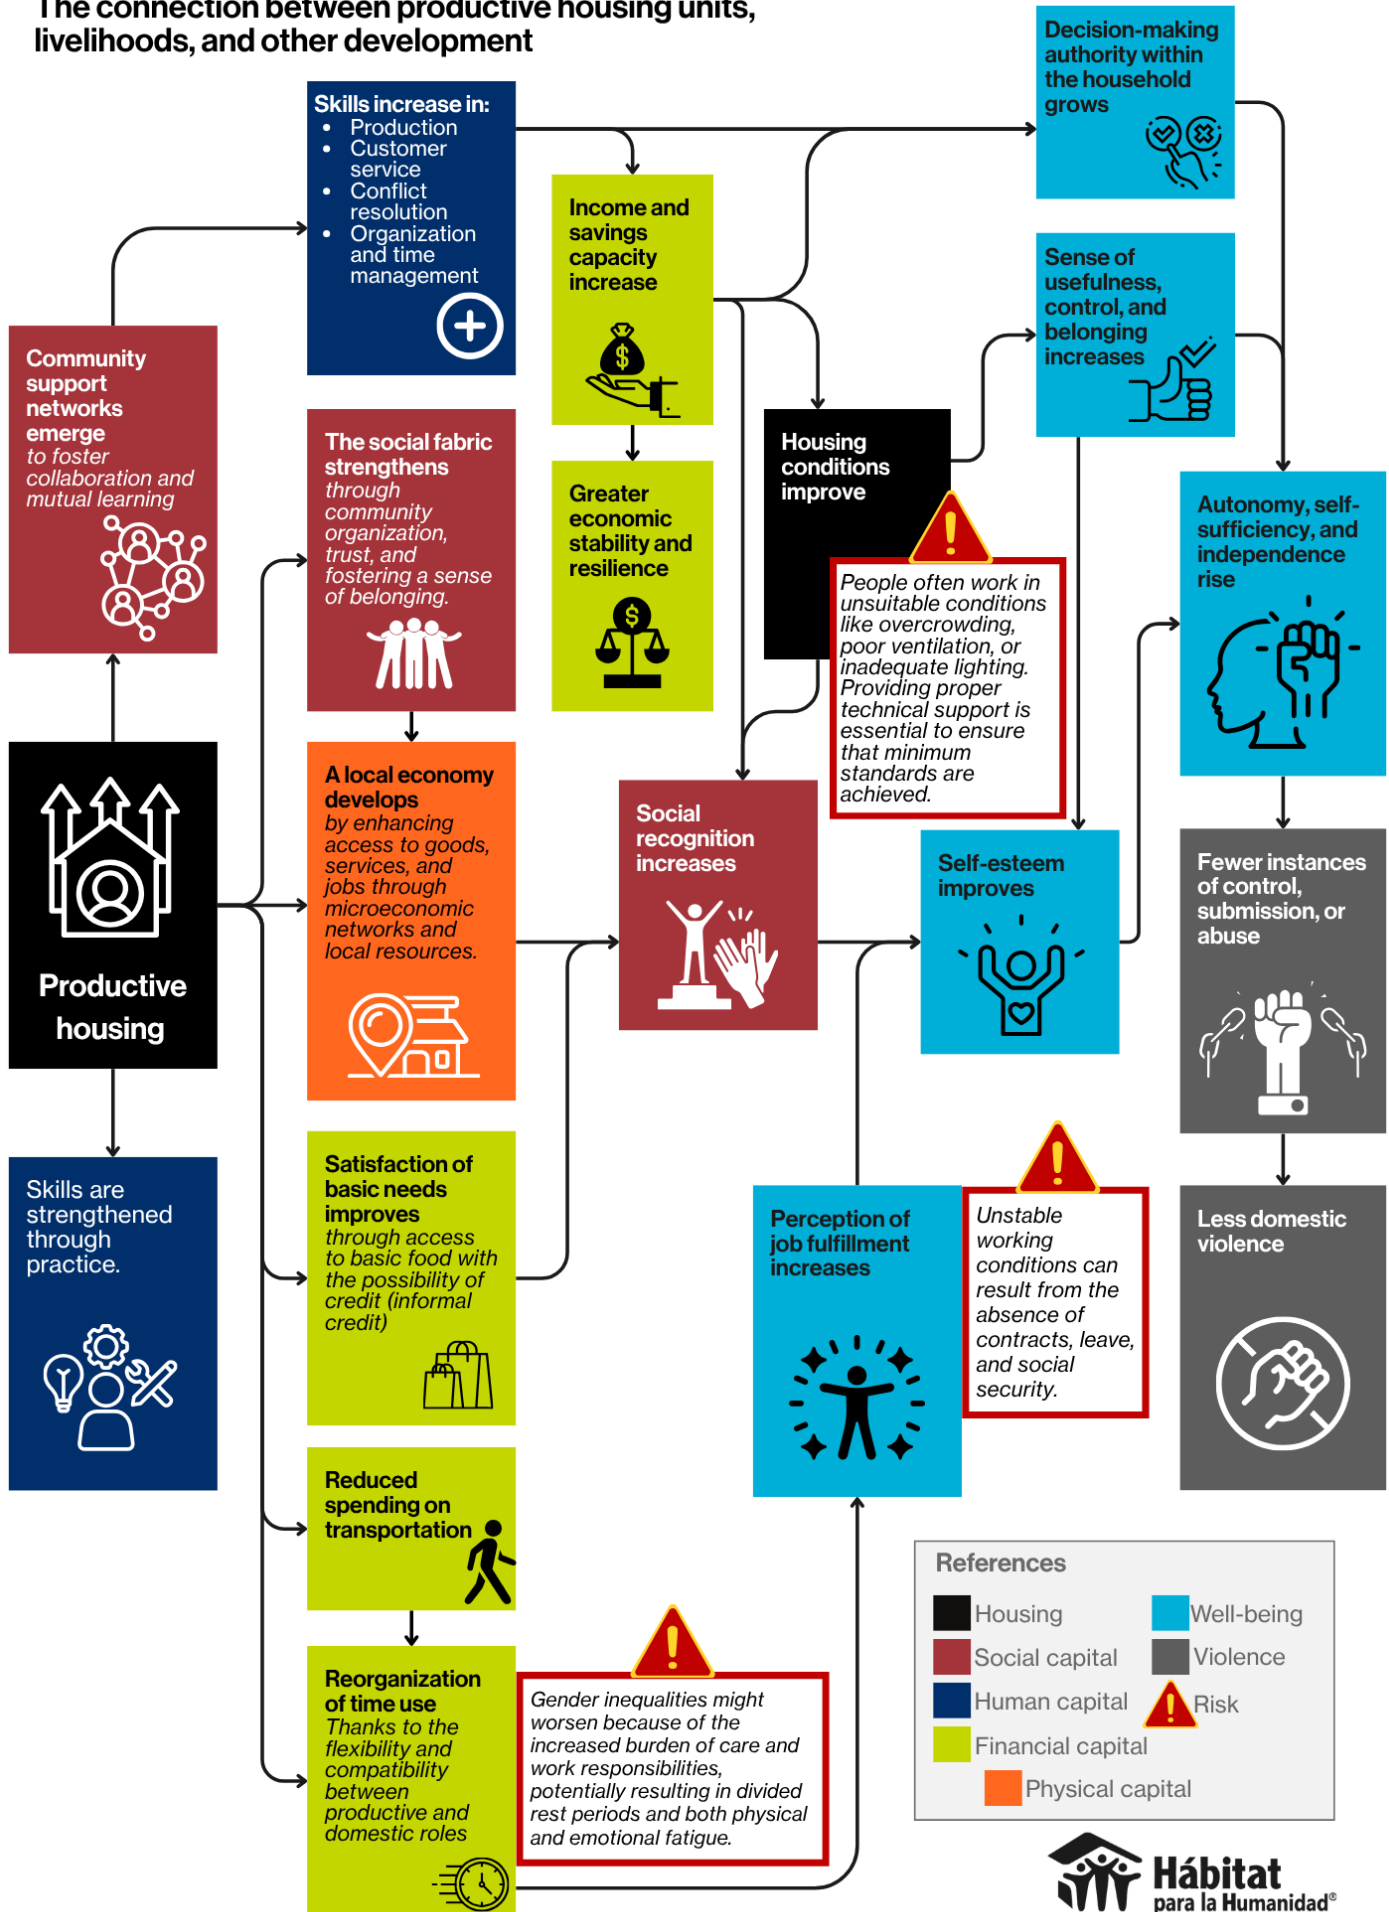 The connection between productive housing units,
livelihoods, and other development
Decision-making
authority within
the household
grows
Skills increase in:
• Production
• Customer
service
• Conflict
resolution
• Organization
and time
management
Income and
savings
capacity
increase
Sense of
usefulness,
control, and
belonging
increases
Community
support
networks
emerge
to foster
collaboration and
mutual learning
The social fabric
strengthens
through
community
organization,
trust, and
fostering a sense
of belonging.
Greater
economic
stability and
resilience
Housing
conditions
improve
People often work in
unsuitable conditions
like overcrowding,
poor ventilation, or
inadequate lighting.
Providing proper
technical support is
essential to ensure
that minimum
standards are
achieved.
Autonomy, self-
sufficiency, and
independence
rise
Productive
housing
A local economy
develops
by enhancing
access to goods,
services, and
jobs through
microeconomic
networks and
local resources.
Social
recognition
increases
Self-esteem
improves
Fewer instances
of control,
submission, or
abuse
Skills are
strengthened
through
practice.
Satisfaction of
basic needs
improves
through access
to basic food with
the possibility of
credit (informal
credit)
Perception of
job fulfillment
increases
Unstable
working
conditions can
result from the
absence of
contracts, leave,
and social
security.
Less domestic
violence
Reduced
spending on
transportation
Reorganization
of time use
Thanks to the
flexibility and
compatibility
between
productive and
domestic roles
Gender inequalities might
worsen because of the
increased burden of care and
work responsibilities,
potentially resulting in divided
rest periods and both physical
and emotional fatigue.
References
Housing
Well-being
Social capital
Violence
Human capital
Risk
Financial capital
Physical capital
Hábitat
para la Humanidad®